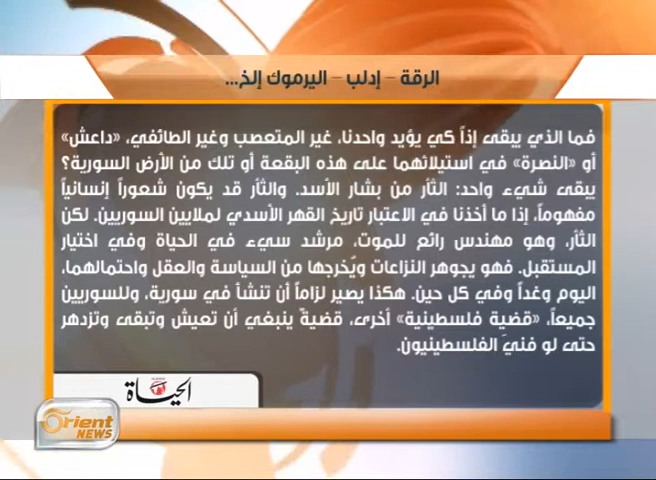 الرقة – إدلب – اليرموك إلخ...
فما الذي يبقى إذاً كي يؤيد واحدنا، غير المتعصب وغير الطائفي، «داعش»
أو «النصرة» في استيلائهما على هذه البقعة أو تلك من الأرض السورية؟
يبقى شيء واحد: الثأر من بشار الأسد. والثأر قد يكون شعوراً إنسانياً
مفهوماً، إذا ما أخذنا في الاعتبار تاريخ القهر الأسدي لملايين السوريين. لكن
الثأر، وهو مهندس رائع للموت، مرشد سيء في الحياة وفي اختيار
المستقبل. فهو يجوهر النزاعات ويُخرجها من السياسة والعقل واحتمالهما،
اليوم وغداً وفي كل حين. هكذا يصير لزاماً أن تنشأ في سورية، وللسوريين
جميعاً، «قضية فلسطينية» أخرى، قضيةٌ ينبغي أن تعيش وتبقى وتزدهر
حتى لو فنيَ الفلسطينيون.
الحياة
Orient
NEWS